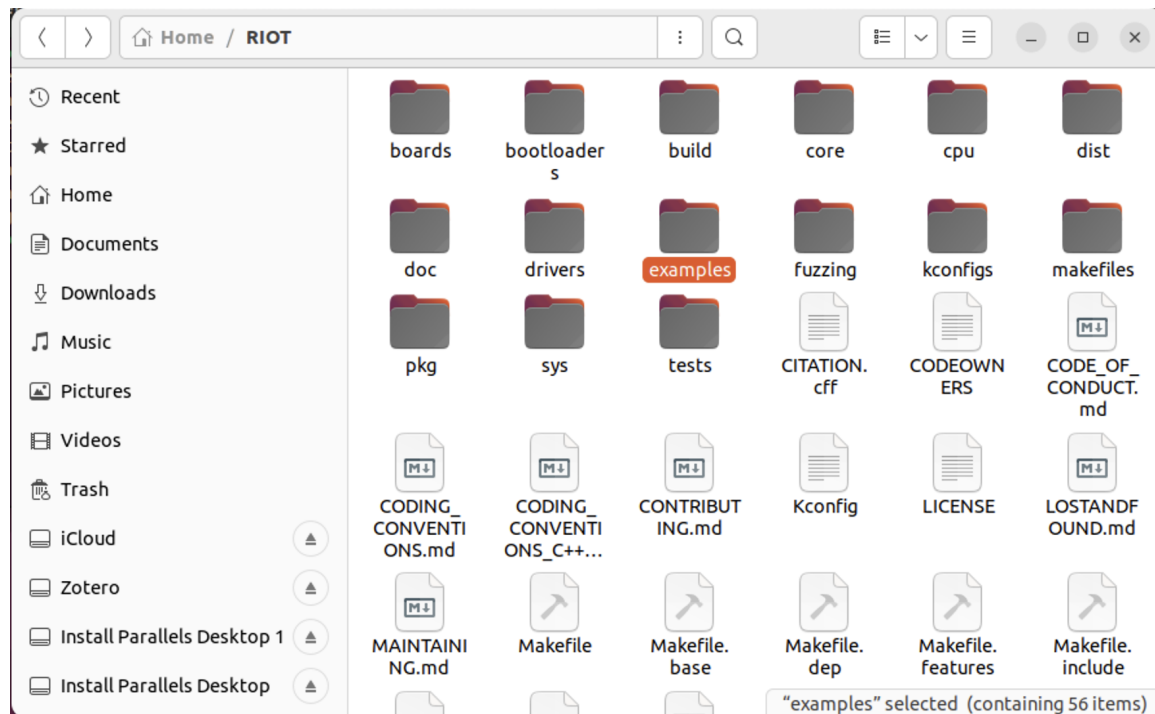 Home / RIOT
Recent
Starred
Home
Documents
Downloads
Music
Pictures
Videos
Trash
iCloud
Zotero
Install Parallels Desktop 1
Install Parallels Desktop
boards
bootloader
s
build
core
cpu
dist
doc
drivers
examples
fuzzing
kconfigs
makefiles
pkg
sys
tests
CITATION.
cff
CODEOWN
ERS
CODE_OF_
CONDUCT.
md
CODING_
CONVENTI
ONS.md
CODING_
CONVENTI
ONS_C++...
CONTRIBUT
ING.md
Kconfig
LICENSE
LOSTANDF
OUND.md
MAINTAINI
NG.md
Makefile
Makefile.
base
Makefile.
dep
Makefile.
features
Makefile.
include
“examples” selected (containing 56 items)